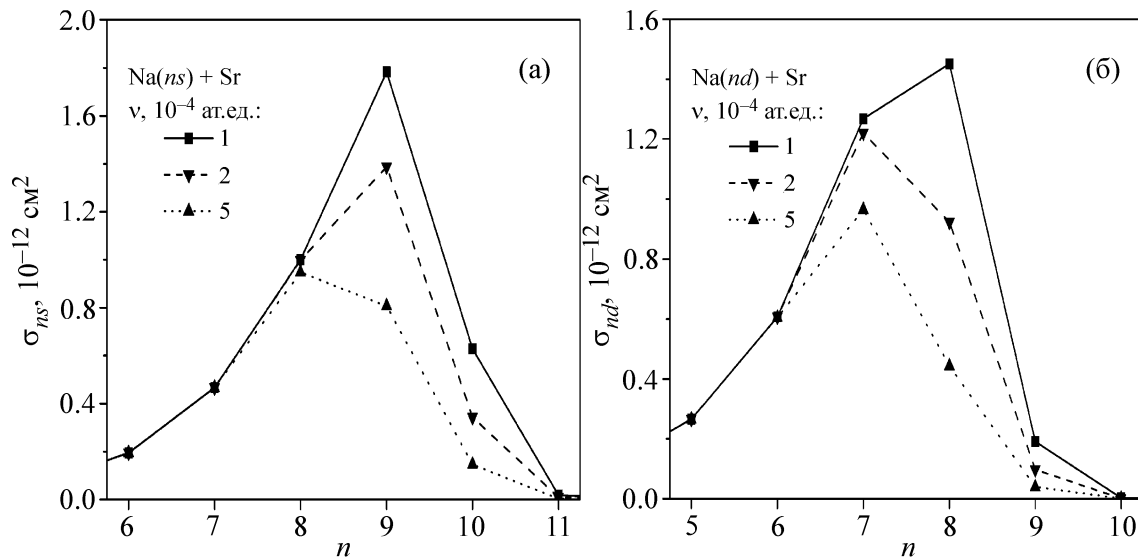 2.0
1.6
1.2
0.8
0.4
0.0
σns, 10–12 см2
Na(ns) + Sr
ν, 10–4 ат.ед.:
1
2
5
(а)
6 7 8 9 10 11
n
1.6
1.2
0.8
0.4
0.0
σnd, 10–12 см2
Na(nd) + Sr
ν, 10–4 ат.ед.:
1
2
5
(б)
5 6 7 8 9 10
n